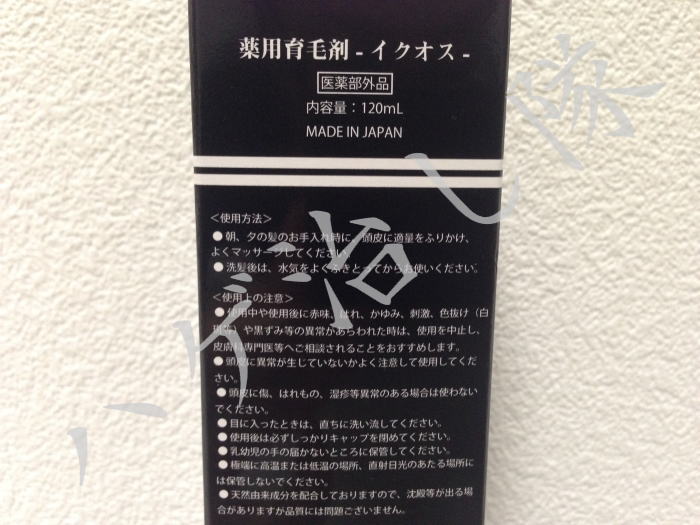 薬用育毛剤 - イクオス -
医薬部外品
内容量：120mL
MADE IN JAPAN
＜使用方法＞
●朝、夕の髪のお手入れ時に、頭皮に適量をふりかけ、
よくマッサージしてください。
●洗髪後は、水気をよくふきとってからお使いください。
＜使用上の注意＞
●使用中や使用後に赤味、はれ、かゆみ、刺激、色抜け（白
斑等）や黒ずみ等の異常があらわれた時は、使用を中止し、
皮膚科専門医等へご相談されることをおすすめします。
●頭皮に異常が生じていないかよく注意して使用してくだ
さい。
●頭皮に傷、はれもの、湿疹等異常のある場合は使わない
でください。
●目に入ったときは、直ちに洗い流してください。
●使用後は必ずしっかりキャップを閉めてください。
●乳幼児の手の届かないところに保管してください。
●極端に高温または低温の場所、直射日光のあたる場所に
は保管しないでください。
●天然由来成分を配合しておりますので、沈殿等が出る場
合がありますが品質には問題ございません。
ハゲ治し隊